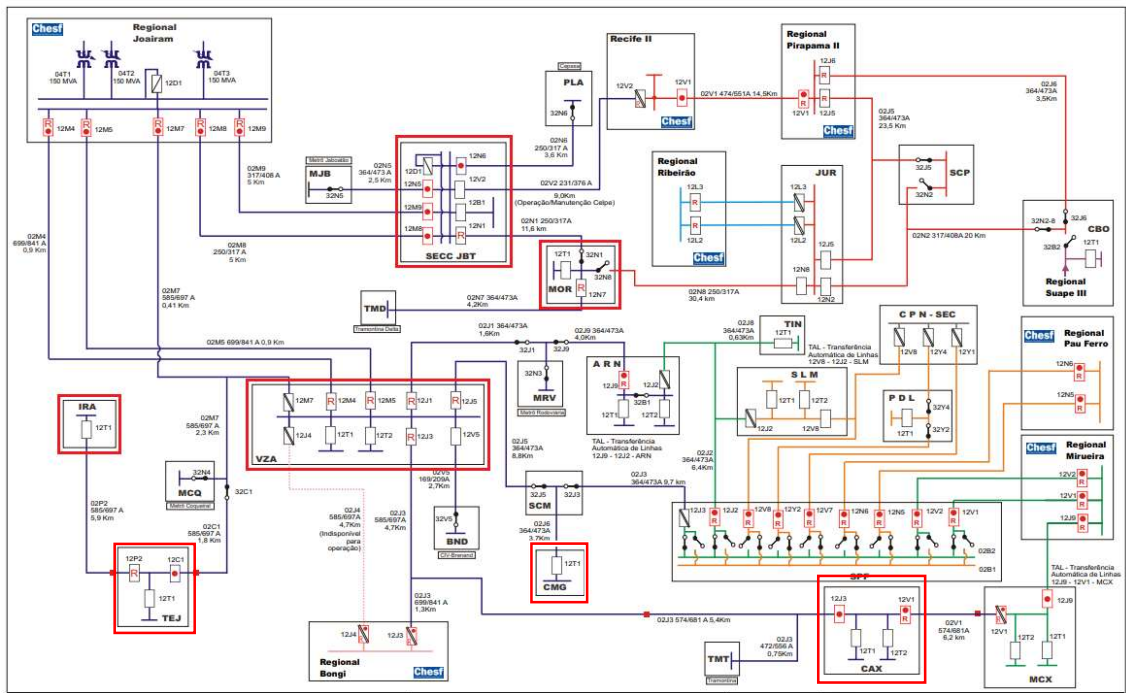 Chesf
Regional
Joairam
04T1
150 MVA
04T2
150 MVA
12D1
04T3
150 MVA
12M4
12M5
12M7
12M8
12M9
02M9
317/408 A
5 Km
02M4
699/841 A
0,9 Km
02M8
250/317 A
5 Km
02M7
585/697 A
0,41 Km
02M5 699/841 A 0,9 Km
Metrô Jaboatão
MJB
32N5
02N5
364/473 A
2,5 Km
12D1
12N6
12N5
12V2
12M9
12B1
12M8
12N1
SECC JBT
PLA
32N6
02N6
250/317 A
3,6 Km
02V2 231/376 A
9,0Km
(Operação/Manutenção Celpe)
02N1 250/317A
11,6 km
Recife II
12V2
12V1
Chesf
02V1 474/551A 14,5Km
Regional
Pirapama II
12J6
12V1
12J5
Chesf
02J6
364/473A
3,5Km
02J5
364/473A
23,5 Km
Regional
Ribeirão
12L3
12L2
Chesf
JUR
12L3
12L2
12J5
12N8
12N2
SCP
32J5
32N2
02N2 317/408A 20 Km
32N2-8
32J6
CBO
32B2
12T1
Regional
Suape III
12T1
32N1
32N8
MOR
12N7
02N8 250/317A
30,4 km
TMD
Tramontina Delta
02N7 364/473A
4,2Km
02J1 364/473A
1,6Km
02J9 364/473A
4,0Km
32J1
32J9
32N3
MRV
Metrô Rodoviária
ARN
12J9
12J2
32B1
12T1
12T2
TAL - Transferência
Automática de Linhas
12J9 - 12J2 - ARN
02J8
364/473A
0,63Km
TIN
12T1
TAL - Transferência
Automática de Linhas
12V8 - 12J2 - SLM
SLM
12T1
12T2
12J2
12V8
CPN-SEC
12V8
12Y4
12Y1
PDL
12T1
32Y4
32Y2
Chesf
Regional
Pau Ferro
12N6
12N5
Regional
Mirueira
Chesf
12V2
12V1
12J9
IRA
12T1
02M7
585/697 A
2,3 Km
12M7
12M4
12M5
12J1
12J5
12J4
12T1
12T2
12J3
12V5
VZA
02J5
364/473A
8,8Km
02J2
364/473A
6,4Km
02V5
169/209A
2,7Km
02J3
364/473A 9,7 km
MCQ
32N4
32C1
02P2
585/697 A
5,9 Km
02C1
585/697 A
1,8 Km
02J4
585/697A
4,7Km
(Indisponivel
para
operação)
02J3
585/697A
4,7Km
32V5
BND
32J5
32J3
SCM
02J6
364/473A
3.7Km
12T1
CMG
12J3
12J2
12V8
12Y2
12V7
12N6
12N5
12V2
12V1
02B2
02B1
SPF
12P2
12C1
12T1
TEJ
02J3
699/841 A
1,3Km
TAL - Transferência
Automática de Linhas
12J9 - 12V1 - MCX
12J4
12J3
Regional
Bongi
Chesf
02J3 574/681 A 5,4Km
02J3
472/556 A
0,75Km
TMT
Tramontina
12J3
12V1
12T1
12T2
CAX
02V1
574/681A
6,2 km
12J9
12V1
12T2
12T1
MCX